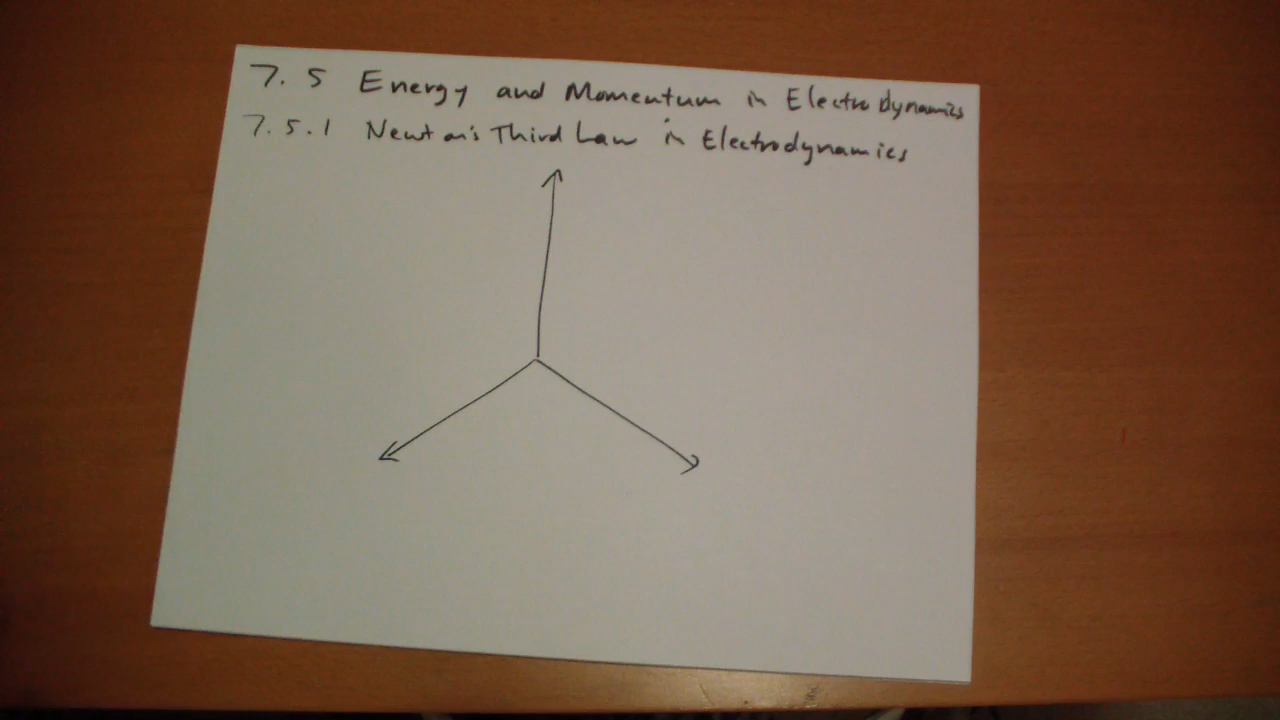 7.5 Energy and Momentum in Electrodynamics
7.5.1 Newton's Third Law in Electrodynamics